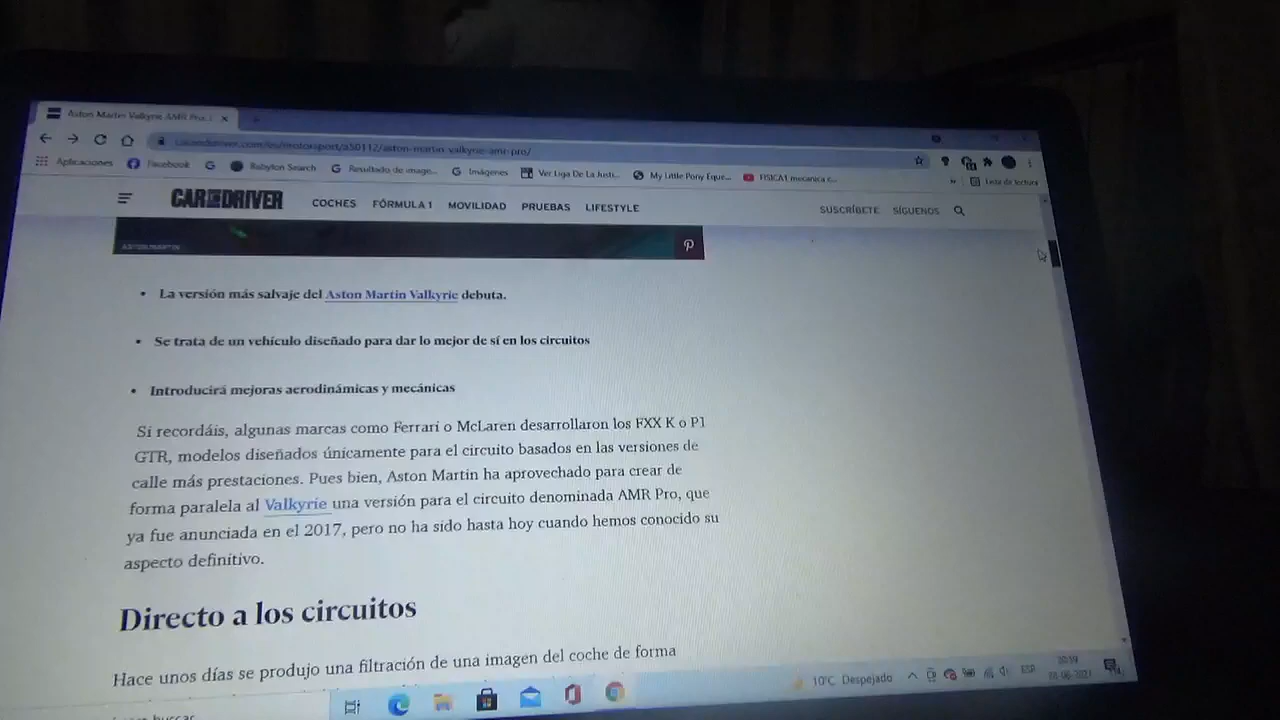 Aston Martin Valkyrie AMR Pro,
caranddriver.com/es/motorsport/a50112/aston-martin-valkyrie-amr-pro/
Aplicaciones Facebook Babylon Search Resultado de image... Imágenes Ver Liga De La Justi... My Little Pony Eque... FISICA1 mecanica c...
» Lista de lectura
CAR AND DRIVER COCHES FÓRMULA 1 MOVILIDAD PRUEBAS LIFESTYLE SUSCRÍBETE SÍGUENOS
ASTON MARTIN
• La versión más salvaje del Aston Martin Valkyrie debuta.
• Se trata de un vehículo diseñado para dar lo mejor de sí en los circuitos
• Introducirá mejoras aerodinámicas y mecánicas
Si recordáis, algunas marcas como Ferrari o McLaren desarrollaron los FXX K o P1
GTR, modelos diseñados únicamente para el circuito basados en las versiones de
calle más prestaciones. Pues bien, Aston Martin ha aprovechado para crear de
forma paralela al Valkyrie una versión para el circuito denominada AMR Pro, que
ya fue anunciada en el 2017, pero no ha sido hasta hoy cuando hemos conocido su
aspecto definitivo.
Directo a los circuitos
Hace unos días se produjo una filtración de una imagen del coche de forma
buscar
10°C Despejado ESP